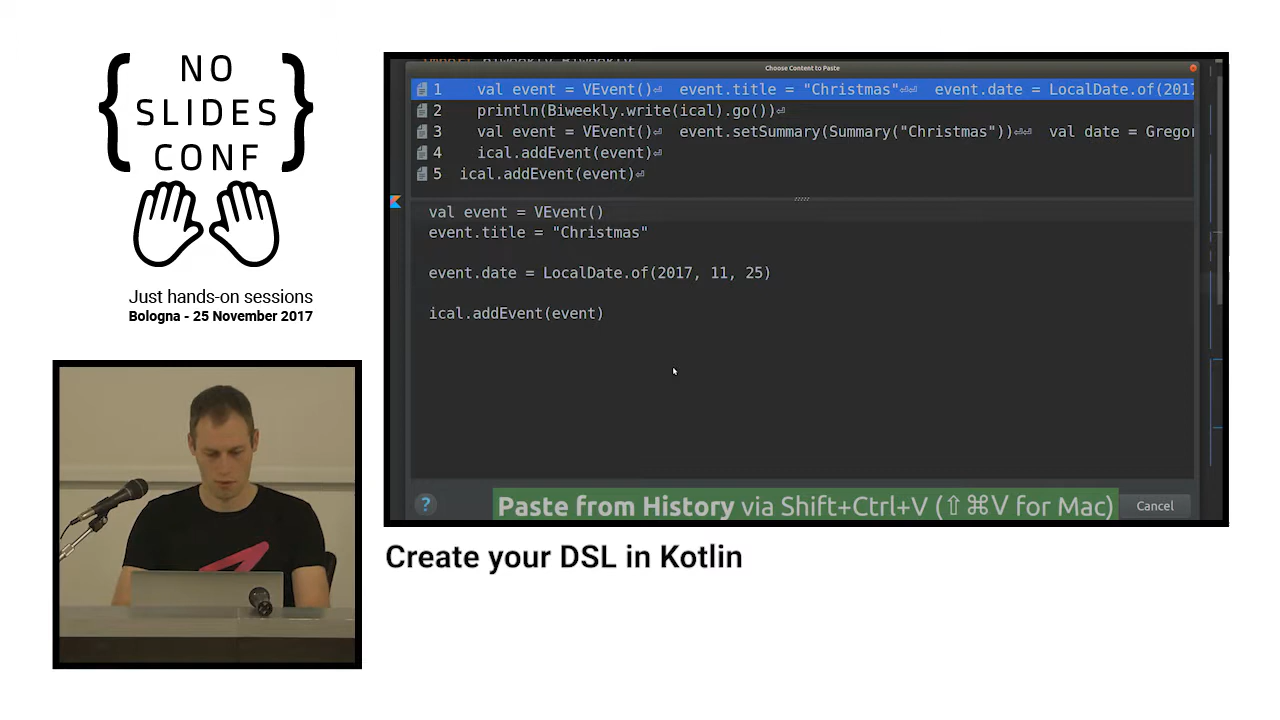 NO
SLIDES
CONF
Just hands-on sessions
Bologna - 25 November 2017
Choose Content to Paste
1 val event = VEvent()⏎ event.title = "Christmas"⏎⏎ event.date = LocalDate.of(2017
2 println(Biweekly.write(ical).go())⏎
3 val event = VEvent()⏎ event.setSummary(Summary("Christmas"))⏎⏎ val date = Gregor
4 ical.addEvent(event)⏎
5 ical.addEvent(event)⏎
val event = VEvent()
event.title = "Christmas"
event.date = LocalDate.of(2017, 11, 25)
ical.addEvent(event)
?
Paste from History via Shift+Ctrl+V (⇧⌘V for Mac)
Cancel
Create your DSL in Kotlin